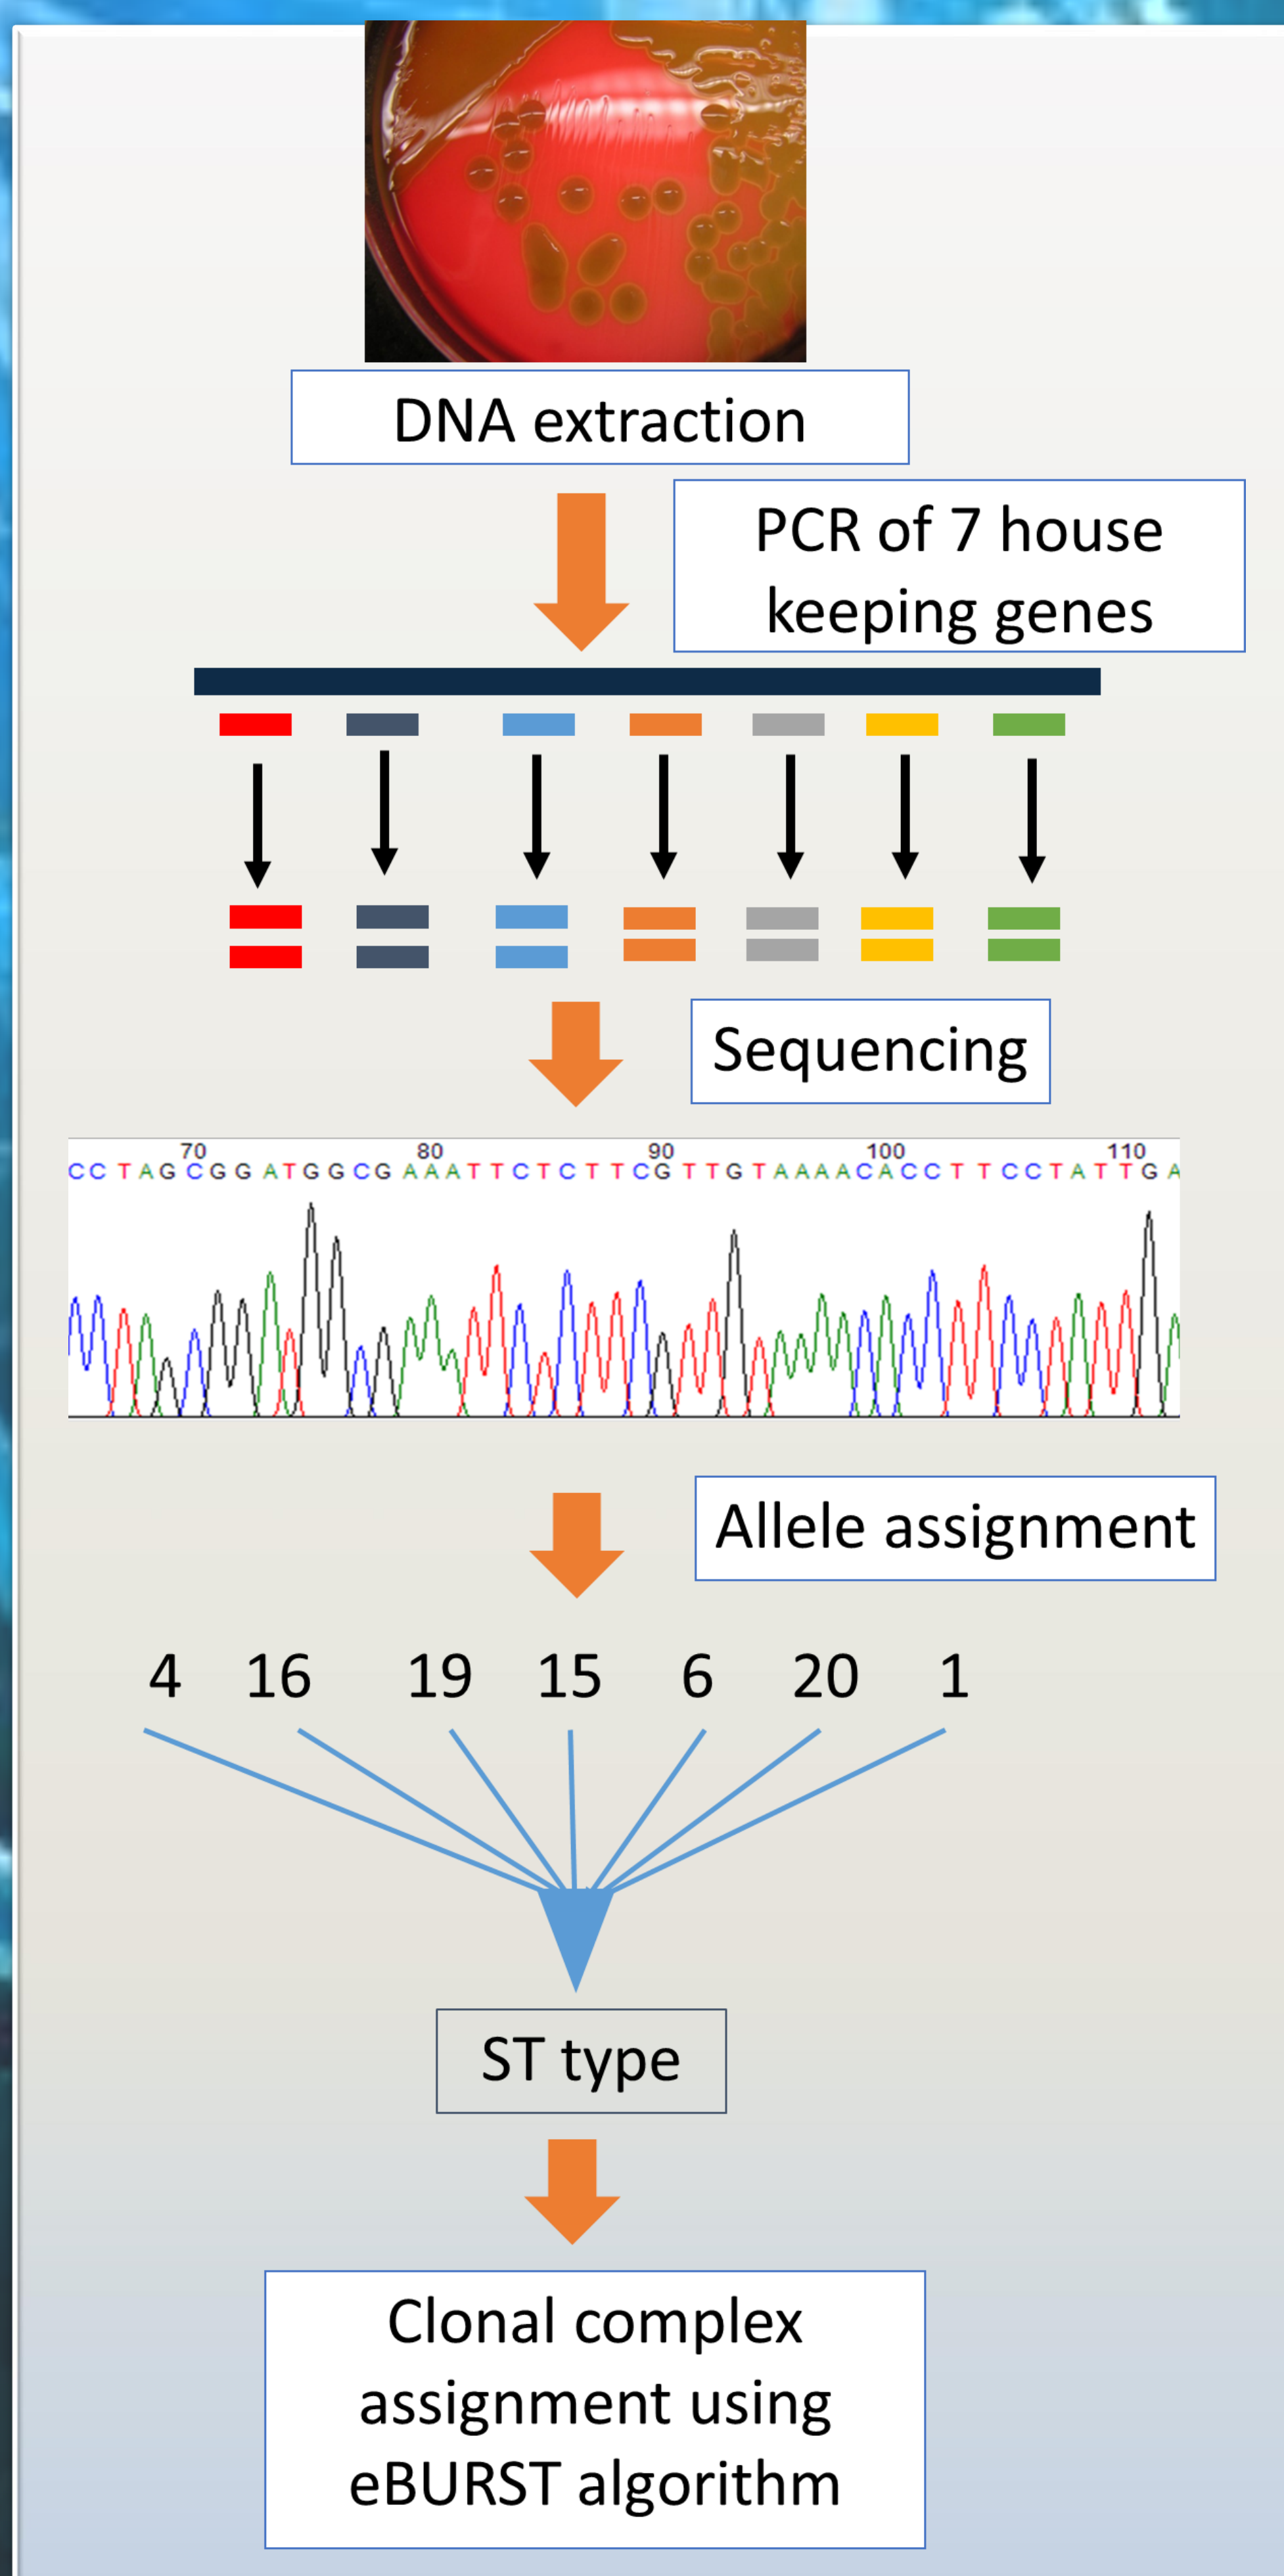 DNA extraction
PCR of 7 house
keeping genes
Sequencing
70 80 90 100 110
CCTAGCGGATGGCGAAATTCTCTTCGTTGTAAAACACCTTCCTATTGA
Allele assignment
4 16 19 15 6 20 1
ST type
Clonal complex
assignment using
eBURST algorithm